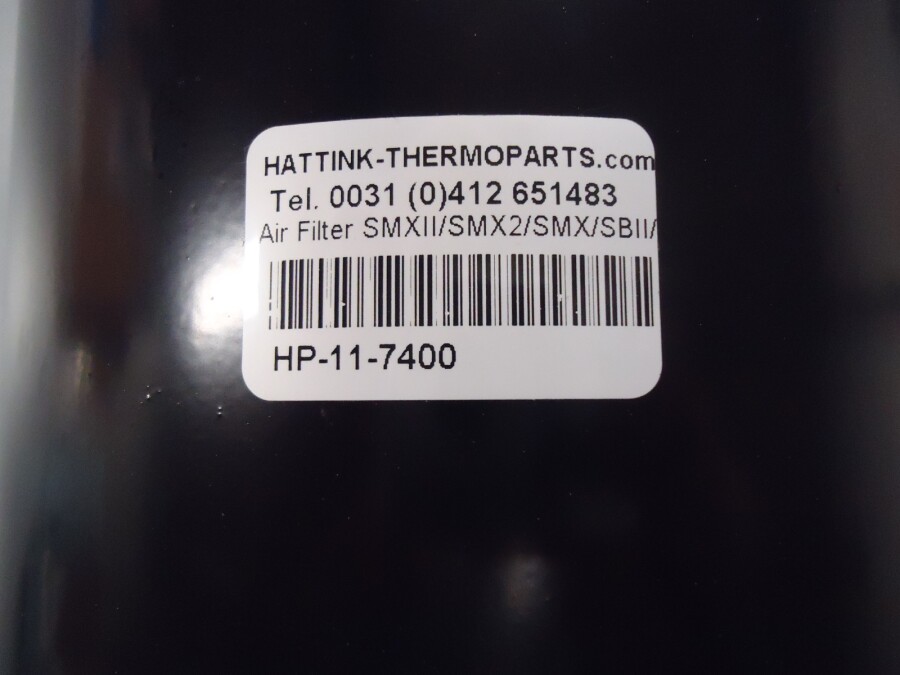 HATTINK-THERMOPARTS.com
Tel. 0031 (0)412 651483
Air Filter SMXII/SMX2/SMX/SBII/
HP-11-7400